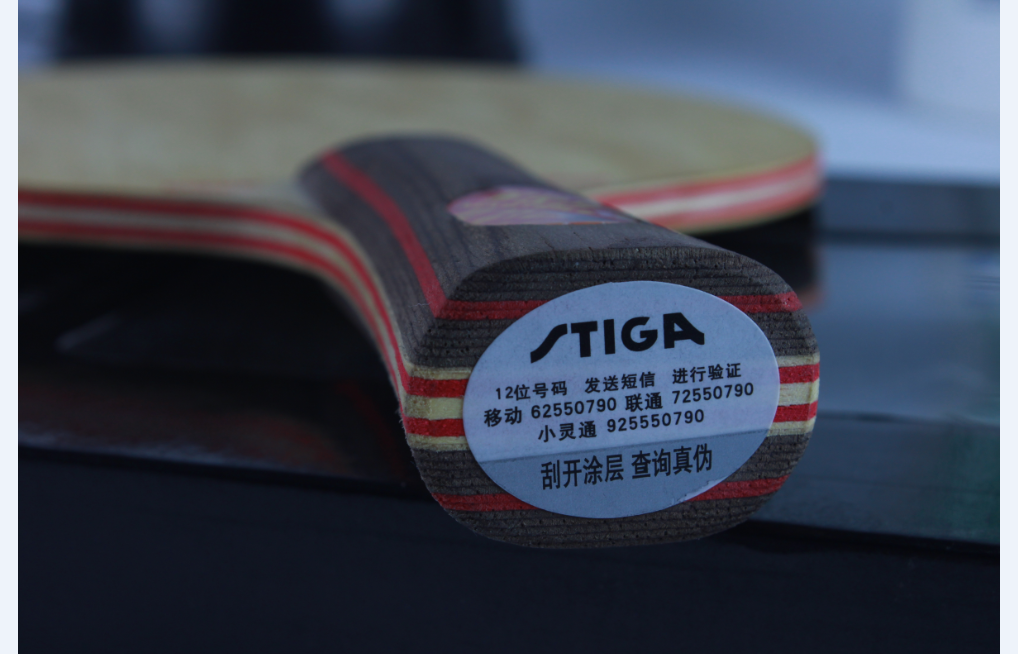 STIGA
12位号码 发送短信 进行验证
移动 62550790 联通 72550790
小灵通 925550790
刮开涂层 查询真伪